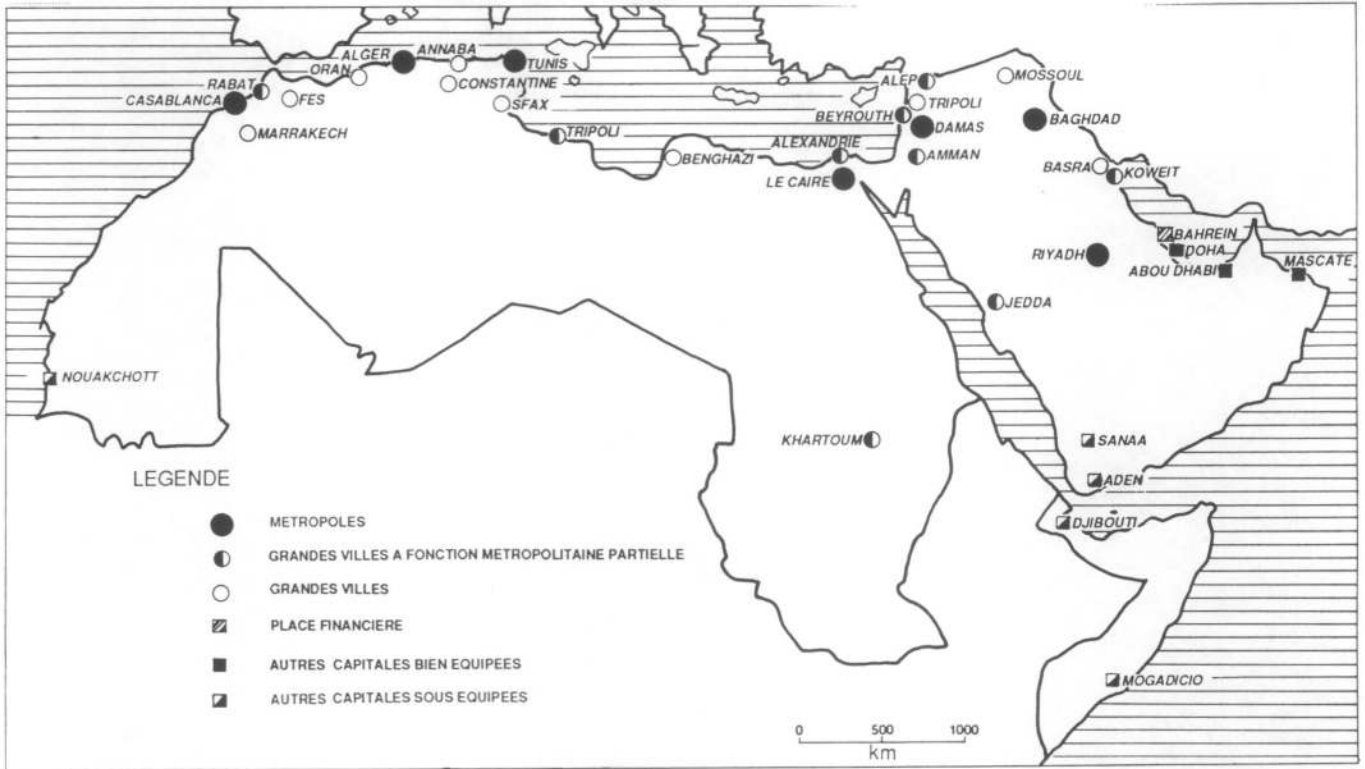 ALGER
ANNABA
TUNIS
ORAN
CONSTANTINE
RABAT
CASABLANCA
FES
SFAX
MARRAKECH
TRIPOLI
BENGHAZI
ALEXANDRIE
LE CAIRE
ALEP
MOSSOUL
TRIPOLI
BEYROUTH
DAMAS
BAGHDAD
AMMAN
BASRA
KOWEIT
BAHREIN
DOHA
RIYADH
ABOU DHABI
MASCATE
JEDDA
NOUAKCHOTT
KHARTOUM
SANAA
ADEN
DJIBOUTI
MOGADICIO
LEGENDE
METROPOLES
GRANDES VILLES A FONCTION METROPOLITAINE PARTIELLE
GRANDES VILLES
PLACE FINANCIERE
AUTRES CAPITALES BIEN EQUIPEES
AUTRES CAPITALES SOUS EQUIPEES
0 500 1000
km